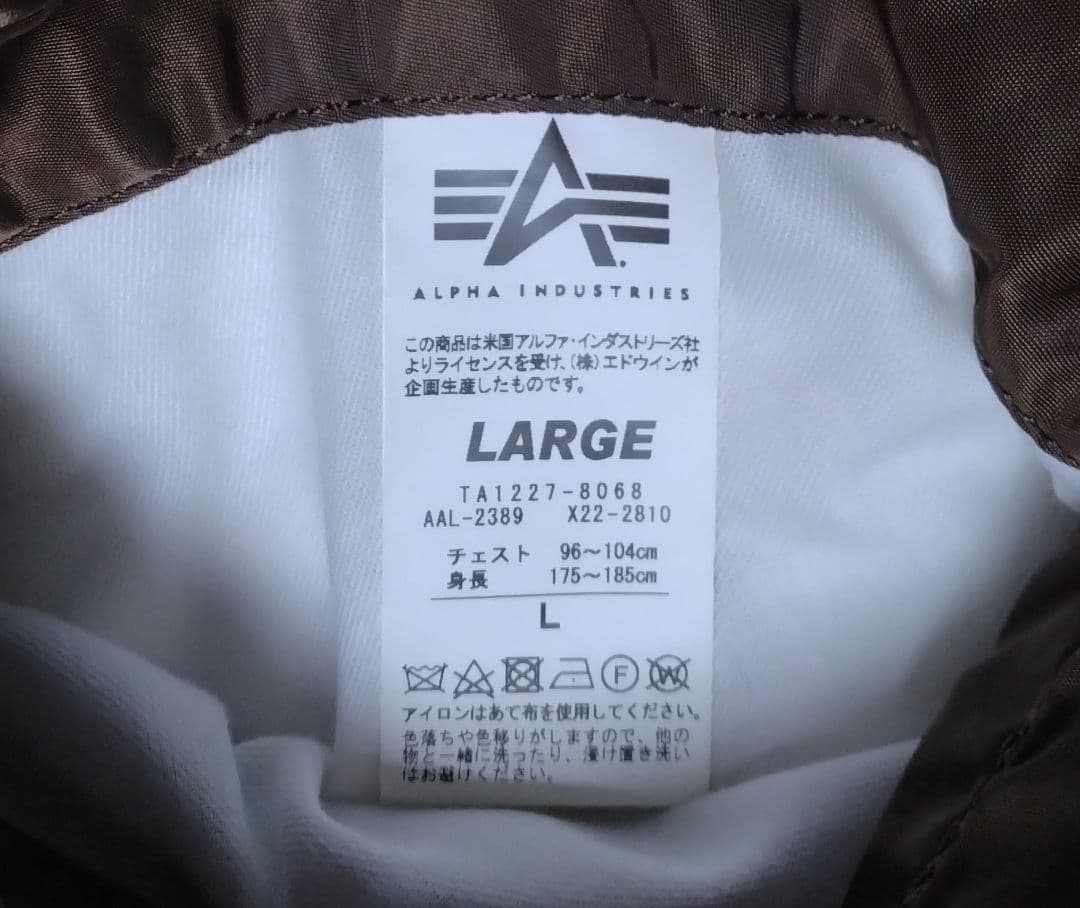 ALPHA INDUSTRIES
この商品は米国アルファ・インダストリーズ社
よりライセンスを受け、(株)エドウインが
企画生産したものです。
LARGE
TA1227-8068
AAL-2389 X22-2810
チェスト 96～104cm
身長 175～185cm
L
F W
アイロンはあて布を使用してください。
色落ちや色移りがしますので、他の
物と一緒に洗ったり、浸け置き洗い
はお避けください。